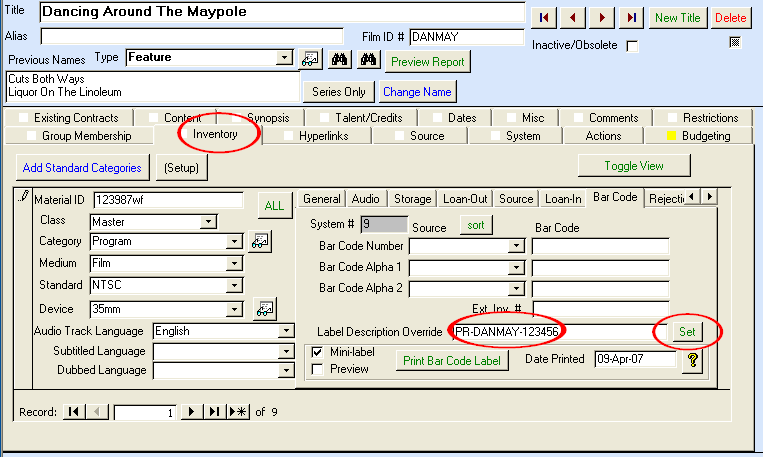 Title Dancing Around The Maypole
Alias Film ID # DANMAY New Title Delete
Inactive/Obsolete
Previous Names Type Feature Preview Report
Cuts Both Ways
Liquor On The Linoleum
Series Only Change Name
Existing Contracts Content Synopsis Talent/Credits Dates Misc Comments Restrictions
Group Membership Inventory Hyperlinks Source System Actions Budgeting
Add Standard Categories (Setup) Toggle View
Material ID 123987wf ALL
Class Master
Category Program
Medium Film
Standard NTSC
Device 35mm
Audio Track Language English
Subtitled Language
Dubbed Language
General Audio Storage Loan-Out Source Loan-In Bar Code
System # 9 Source sort Bar Code
Bar Code Number
Bar Code Alpha 1
Bar Code Alpha 2
Ext. Inv. #
Label Description Override PR-DANMAY-123456 Set
Mini-label
Preview
Print Bar Code Label Date Printed 09-Apr-07 ?
Record: 1 of 9